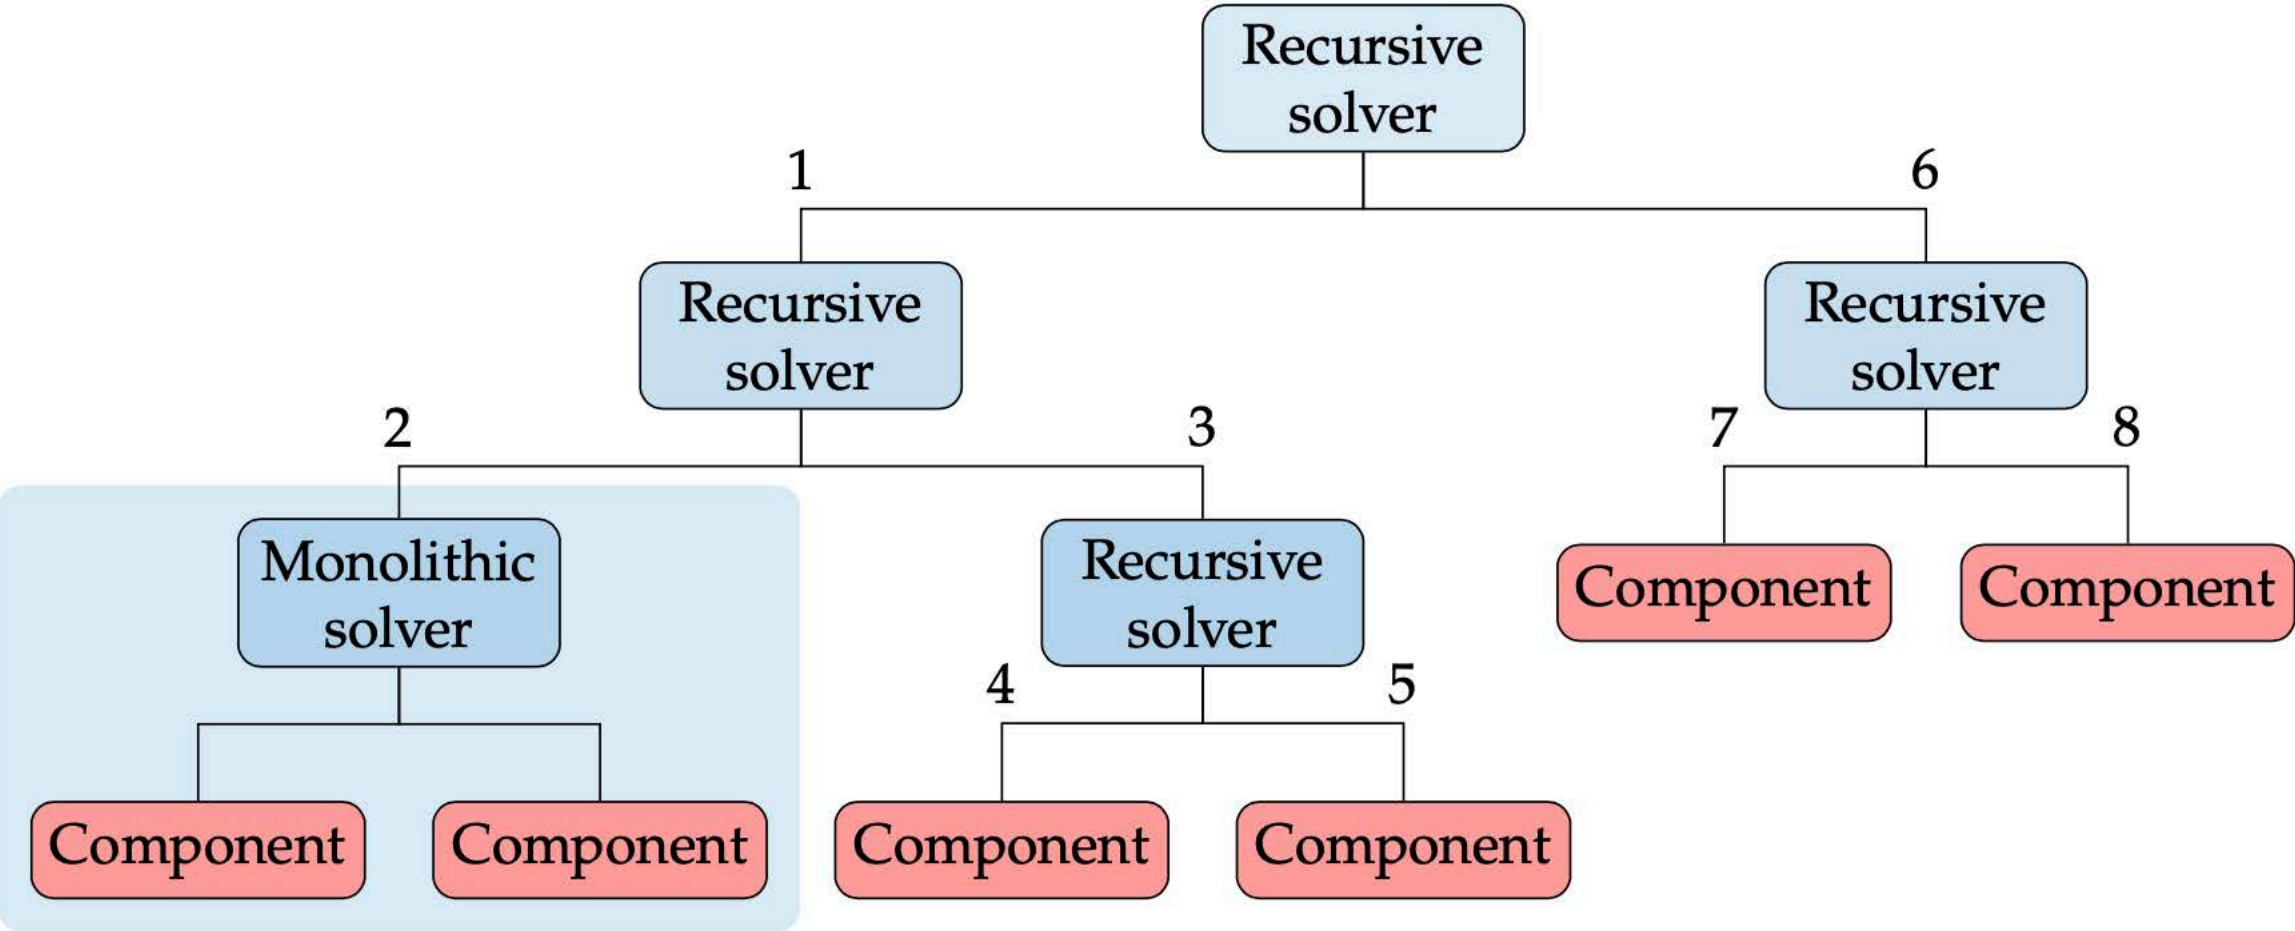 Recursive
solver
1
6
Recursive
solver
Recursive
solver
2
3
7
8
Monolithic
solver
Recursive
solver
Component
Component
4
5
Component
Component
Component
Component